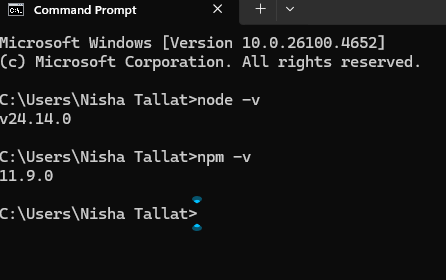 Command Prompt
Microsoft Windows [Version 10.0.26100.4652]
(c) Microsoft Corporation. All rights reserved.
C:\Users\Nisha Tallat>node -v
v24.14.0
C:\Users\Nisha Tallat>npm -v
11.9.0
C:\Users\Nisha Tallat>